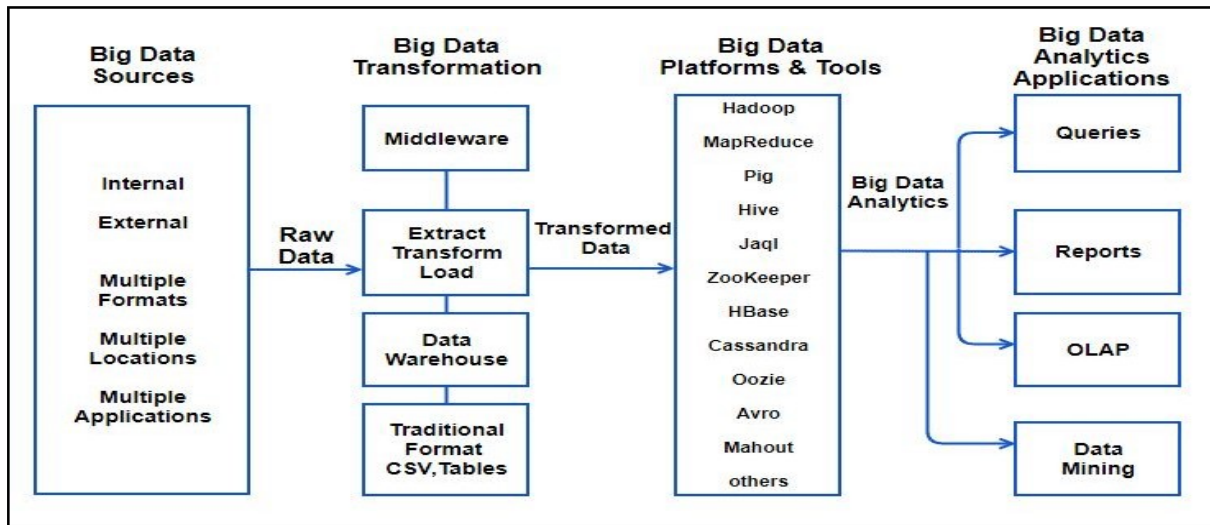 Big Data
Sources
Internal
External
Multiple
Formats
Multiple
Locations
Multiple
Applications
Raw
Data
Big Data
Transformation
Middleware
Extract
Transform
Load
Data
Warehouse
Traditional
Format
CSV,Tables
Transformed
Data
Big Data
Platforms & Tools
Hadoop
MapReduce
Pig
Hive
Jaql
ZooKeeper
HBase
Cassandra
Oozie
Avro
Mahout
others
Big Data
Analytics
Big Data
Analytics
Applications
Queries
Reports
OLAP
Data
Mining